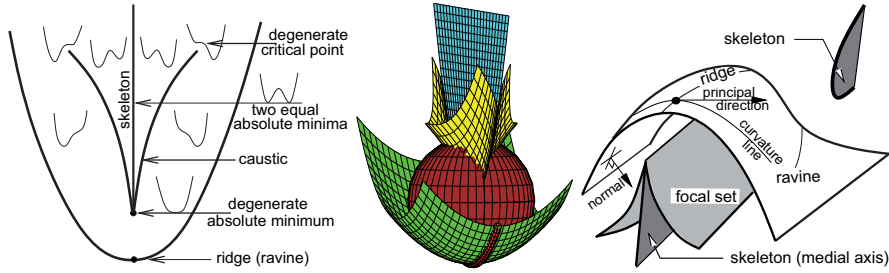 degenerate
critical point
skeleton
two equal
absolute minima
caustic
degenerate
absolute minimum
ridge (ravine)
skeleton
ridge
principal
direction
curvature
line
ravine
normal
focal set
skeleton (medial axis)